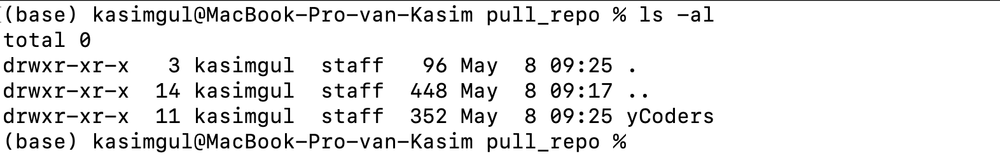 (base) kasimgul@MacBook-Pro-van-Kasim pull_repo % ls -al
total 0
drwxr-xr-x   3 kasimgul  staff   96 May  8 09:25 .
drwxr-xr-x  14 kasimgul  staff  448 May  8 09:17 ..
drwxr-xr-x  11 kasimgul  staff  352 May  8 09:25 yCoders
(base) kasimgul@MacBook-Pro-van-Kasim pull_repo %